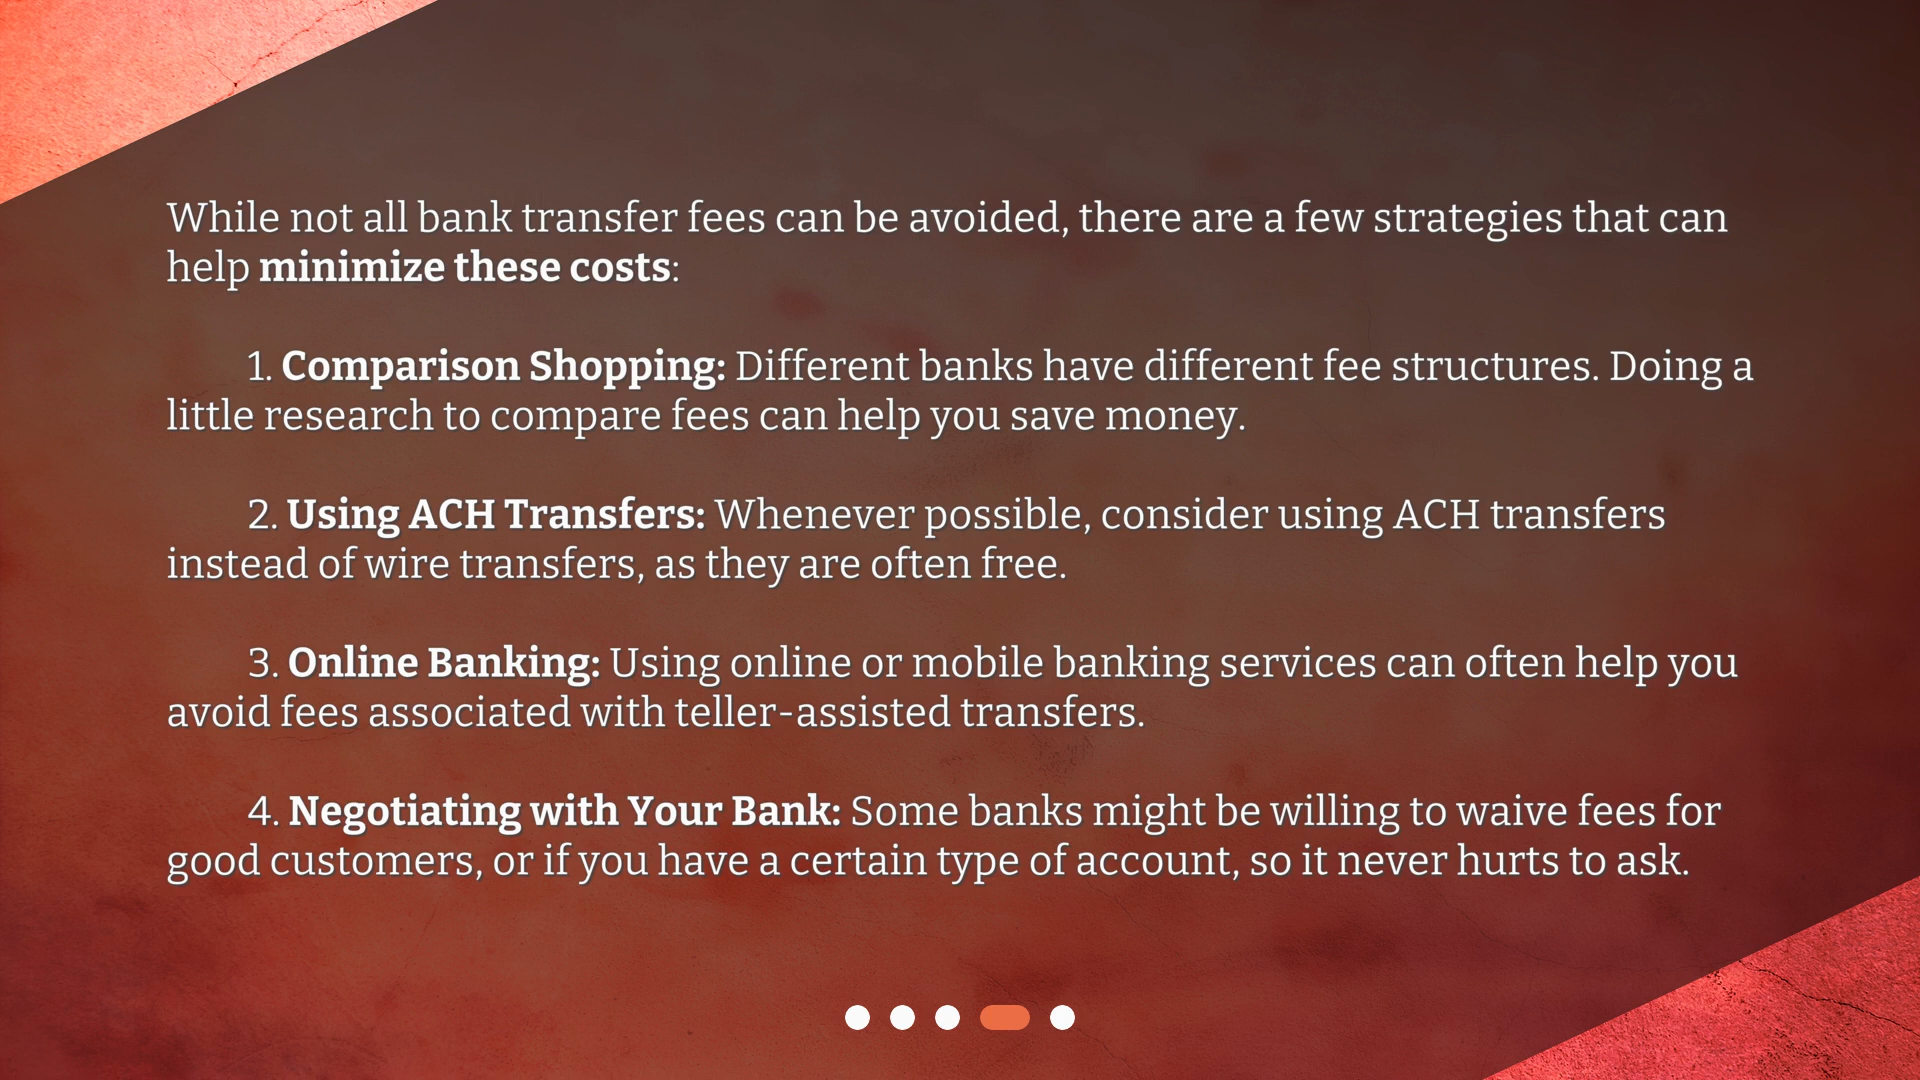 While not all bank transfer fees can be avoided, there are a few strategies that can
help minimize these costs:
1. Comparison Shopping: Different banks have different fee structures. Doing a
little research to compare fees can help you save money.
2. Using ACH Transfers: Whenever possible, consider using ACH transfers
instead of wire transfers, as they are often free.
3. Online Banking: Using online or mobile banking services can often help you
avoid fees associated with teller-assisted transfers.
4. Negotiating with Your Bank: Some banks might be willing to waive fees for
good customers, or if you have a certain type of account, so it never hurts to ask.